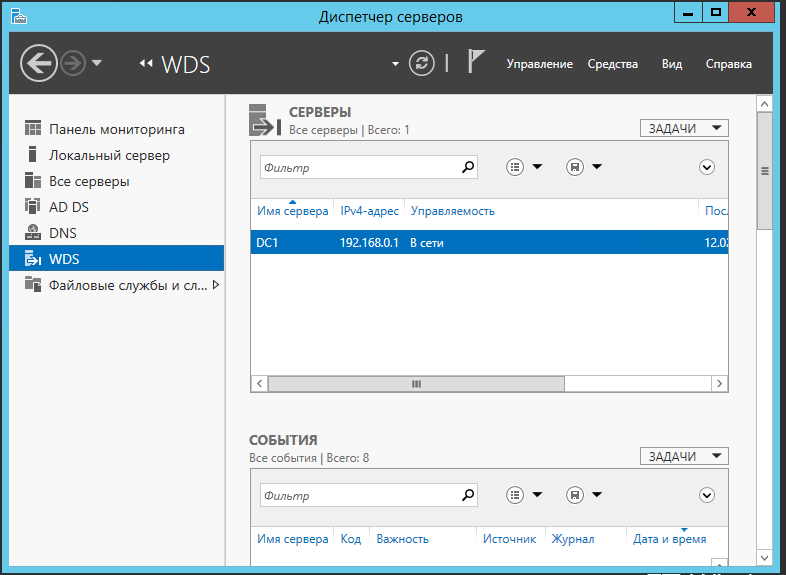 Диспетчер серверов
WDS
Управление Средства Вид Справка
Панель мониторинга
Локальный сервер
Все серверы
AD DS
DNS
WDS
Файловые службы и сл...
СЕРВЕРЫ
Все серверы | Всего: 1
ЗАДАЧИ
Фильтр
Имя сервера IPv4-адрес Управляемость Посл
DC1 192.168.0.1 В сети 12.02
СОБЫТИЯ
Все события | Всего: 8
ЗАДАЧИ
Фильтр
Имя сервера Код Важность Источник Журнал Дата и время